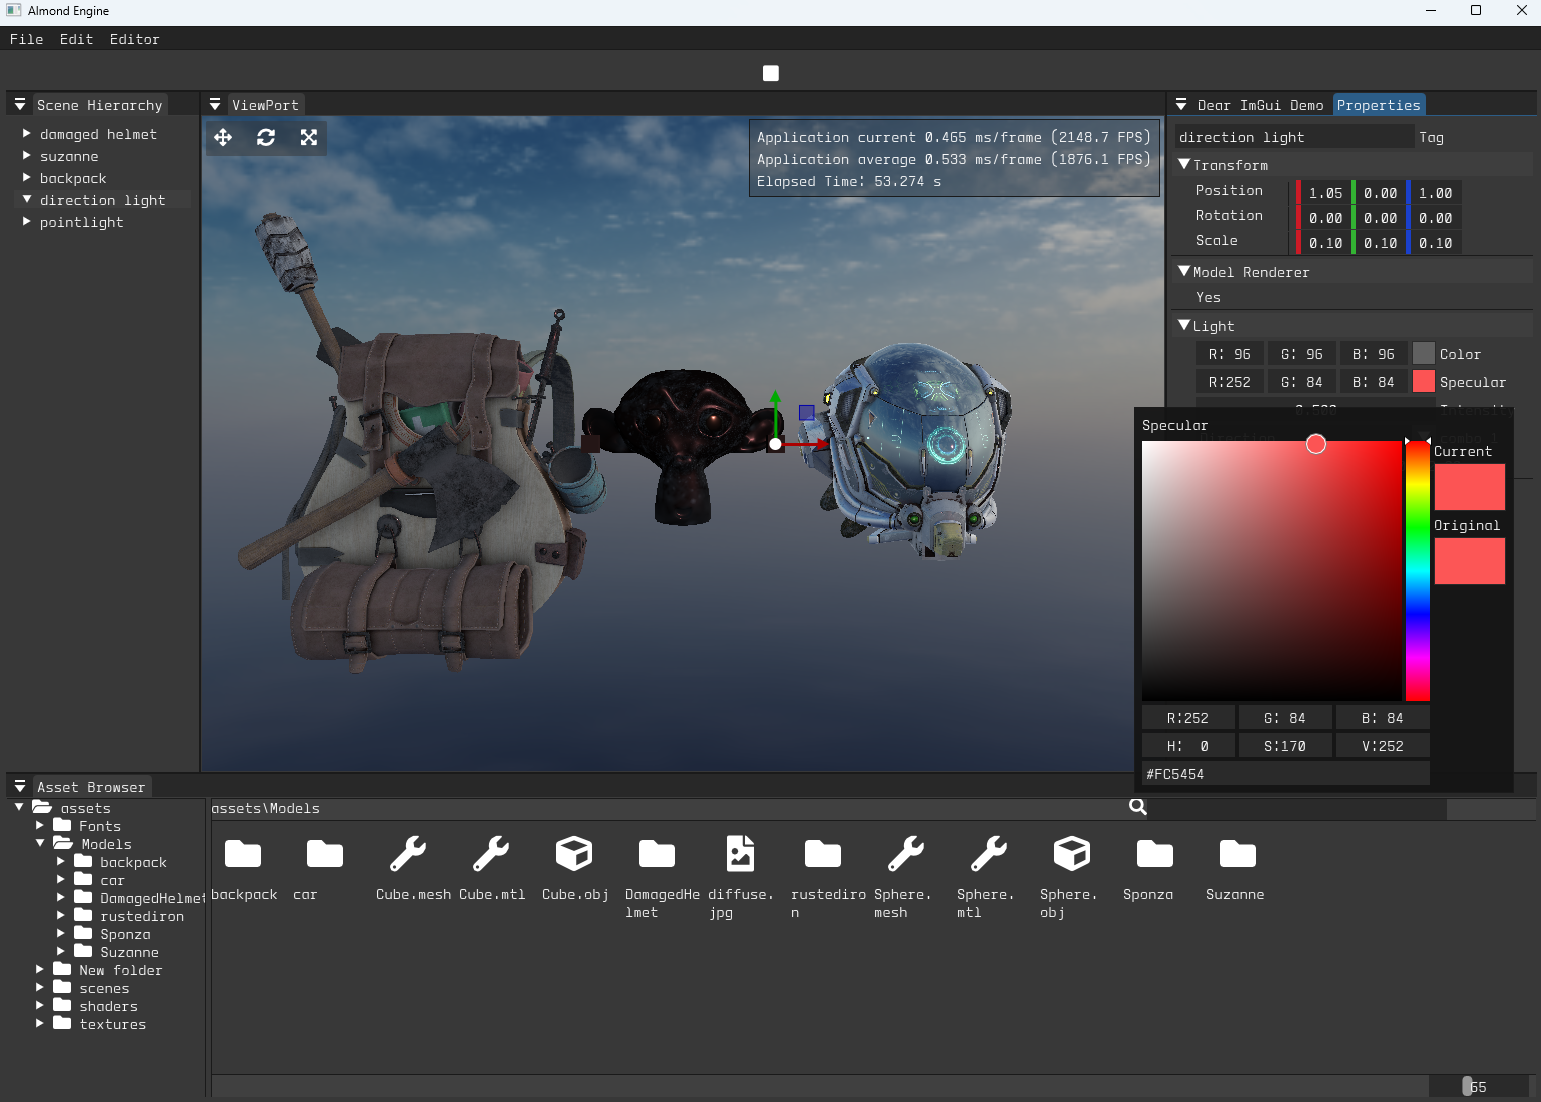 Almond Engine
File Edit Editor
Scene Hierarchy
damaged helmet
suzanne
backpack
direction light
pointlight
ViewPort
Application current 0.465 ms/frame (2148.7 FPS)
Application average 0.533 ms/frame (1876.1 FPS)
Elapsed Time: 53.274 s
Dear ImGui Demo Properties
direction light Tag
Transform
Position 1.05 0.00 1.00
Rotation 0.00 0.00 0.00
Scale 0.10 0.10 0.10
Model Renderer
Yes
Light
R: 96 G: 96 B: 96 Color
R:252 G: 84 B: 84 Specular
0.500 Intensity
Specular
Current
Original
R:252 G: 84 B: 84
H: 0 S:170 V:252
#FC5454
Asset Browser
assets
Fonts
Models
backpack
car
DamagedHelmet
rustediron
Sponza
Suzanne
New folder
scenes
shaders
textures
assets\Models
backpack car Cube.mesh Cube.mtl Cube.obj DamagedHe diffuse. rustediro Sphere. Sphere. Sphere. Sponza Suzanne
lmet jpg n mesh mtl obj